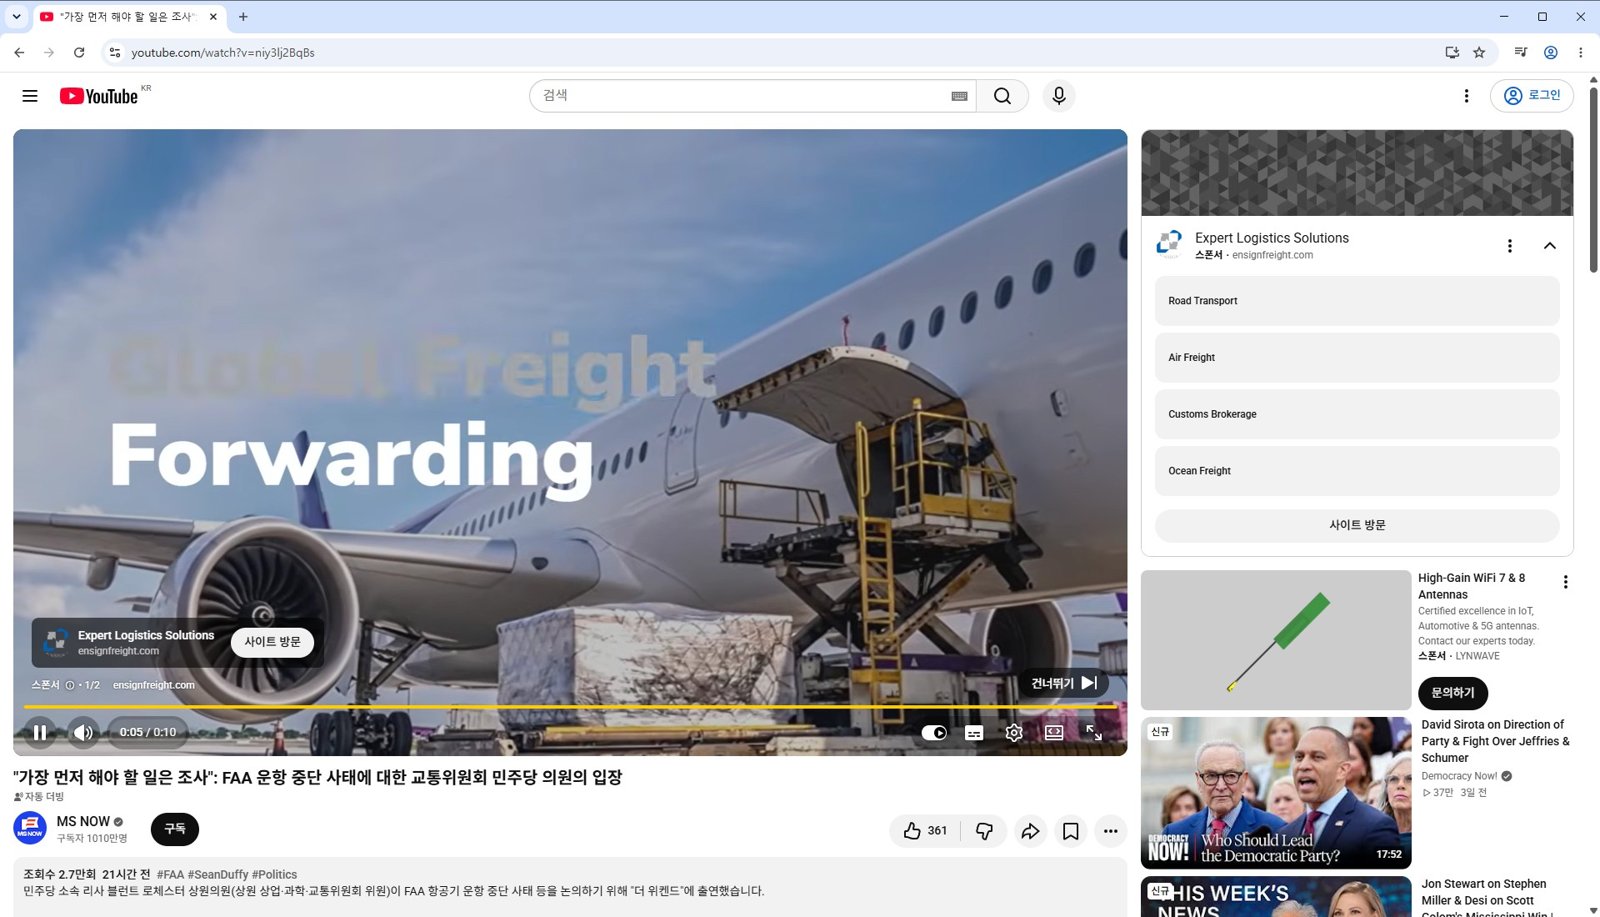 "가장 먼저 해야 할 일은 조사":
youtube.com/watch?v=niy3lj2BqBs
YouTube KR
검색
로그인
Global Freight
Forwarding
Expert Logistics Solutions
ensignfreight.com
사이트 방문
스폰서 · 1/2 ensignfreight.com
건너뛰기
0:05 / 0:10
"가장 먼저 해야 할 일은 조사": FAA 운항 중단 사태에 대한 교통위원회 민주당 의원의 입장
자동 더빙
MS NOW
MS NOW
구독자 1010만명
구독
361
조회수 2.7만회 21시간 전 #FAA #SeanDuffy #Politics
민주당 소속 리사 블런트 로체스터 상원의원(상원 상업·과학·교통위원회 위원)이 FAA 항공기 운항 중단 사태 등을 논의하기 위해 "더 위켄드"에 출연했습니다.
Expert Logistics Solutions
스폰서 · ensignfreight.com
Road Transport
Air Freight
Customs Brokerage
Ocean Freight
사이트 방문
High-Gain WiFi 7 & 8
Antennas
Certified excellence in IoT,
Automotive & 5G antennas.
Contact our experts today.
스폰서 · LYNWAVE
문의하기
신규
DEMOCRACY
NOW!
Who Should Lead
the Democratic Party?
17:52
David Sirota on Direction of
Party & Fight Over Jeffries &
Schumer
Democracy Now!
37만 3일 전
신규
THIS WEEK'S
NEWS
Jon Stewart on Stephen
Miller & Desi on Scott
Colom's Mississippi Win |